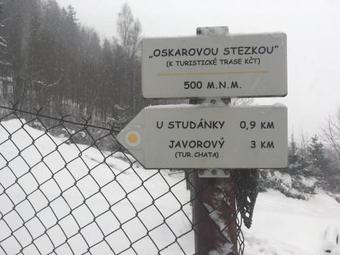 „OSKAROVOU STEZKOU"
(K TURISTICKÉ TRASE KČT)
500 M.N.M.
U STUDÁNKY 0,9 KM
JAVOROVÝ 3 KM
(TUR. CHATA)